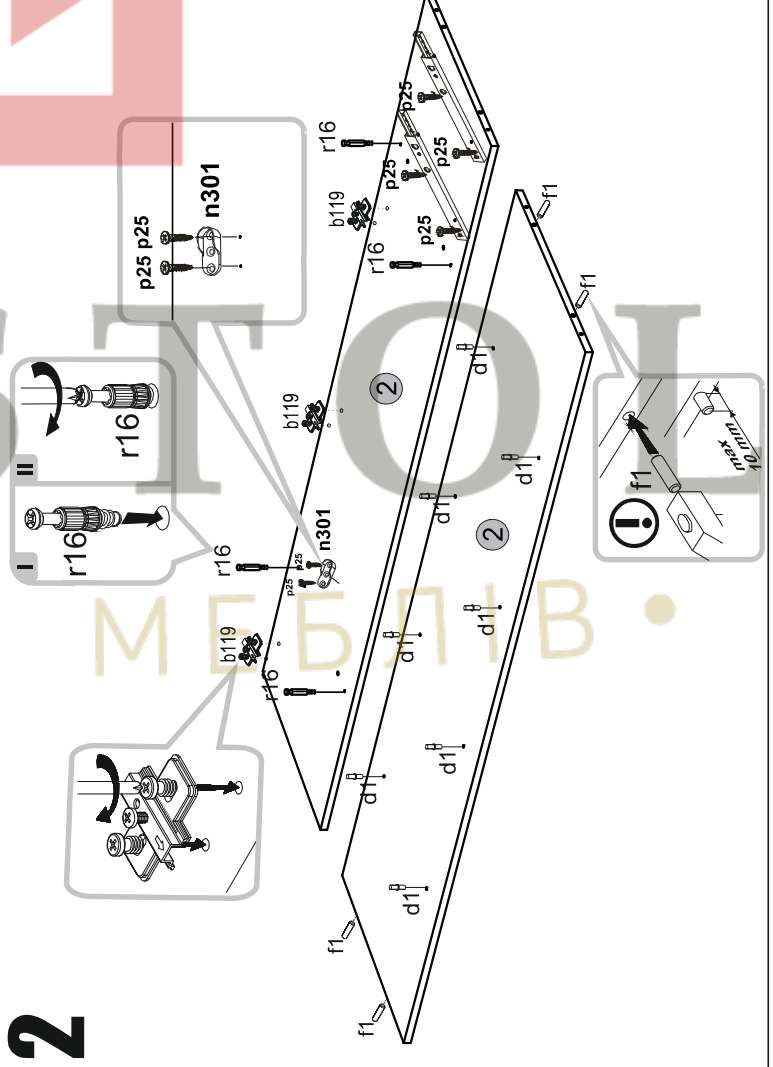 2
I
r16
II
r16
p25 p25
n301
r16
b119
r16
p25
p25
p25
p25
b119
2
r16
p25
p25
n301
b119
r16
f1
f1
d1
d1
d1
2
d1
d1
d1
d1
d1
f1
f1
f1
max
10 mm
STOL
МЕБЛІВ